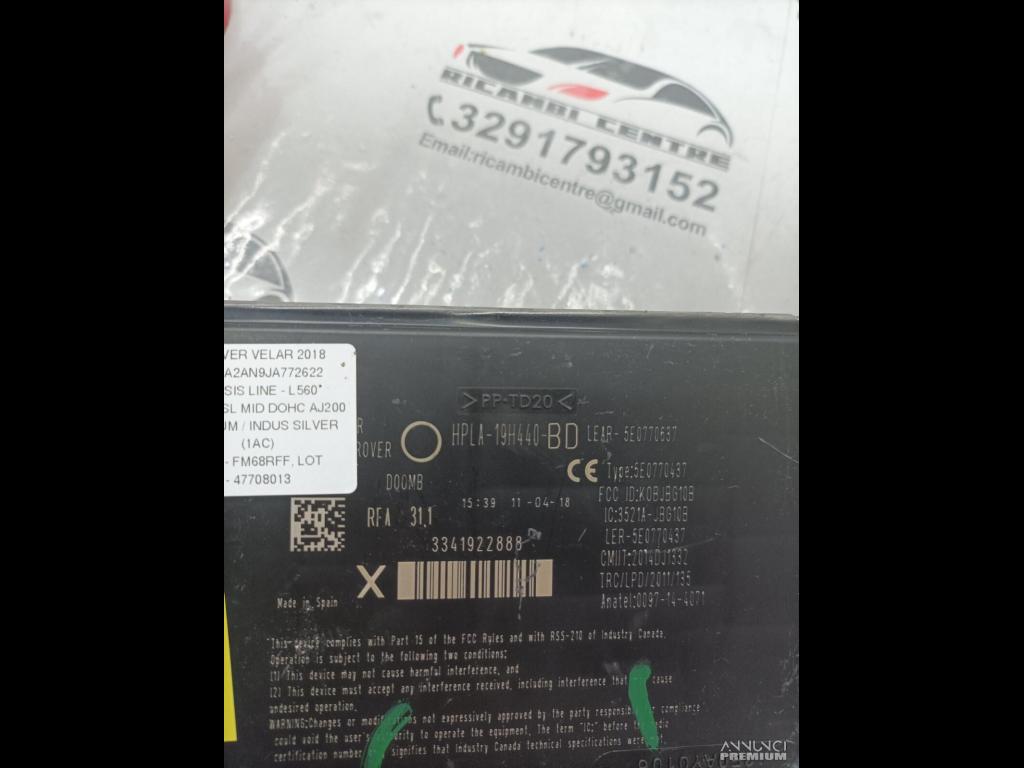 RICAMBI CENTRE
3291793152
Email:ricambicentre@gmail.com
VER VELAR 2018
A2AN9JA772622
SIS LINE - L560"
SL MID DOHC AJ200
UM / INDUS SILVER
(1AC)
- FM68RFF, LOT
- 47708013
>PP-TD20<
R
ROVER
HPLA-19H440-BD
LEAR- 5E0770637
DOOMB
CE Type:5E0770437
15:39 11-04-18
FCC ID:KOBJBG10B
RFA 31.1
IC:3521A-JBG10B
LER-5E0770437
3341922888
CMIIT:2014DJ1332
TRC/LPD/2011/135
X
Anatel:0097-14-4071
Made in Spain
This device complies with Part 15 of the FCC Rules and with RSS-210 of Industry Canada.
Operation is subject to the following two conditions:
(1) This device may not cause harmful interference, and
(2) This device must accept any interference received, including interference that cause
undesired operation.
WARNING:Changes or modifications not expressively approved by the party responsible compliance
could void the user's authority to operate the equipment. The term "IC:" before the radio
certification number signifies that Industry Canada technical specifications were
ANNUNCI
PREMIUM